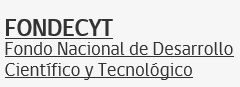 FONDECYT
Fondo Nacional de Desarrollo
Científico y Tecnológico